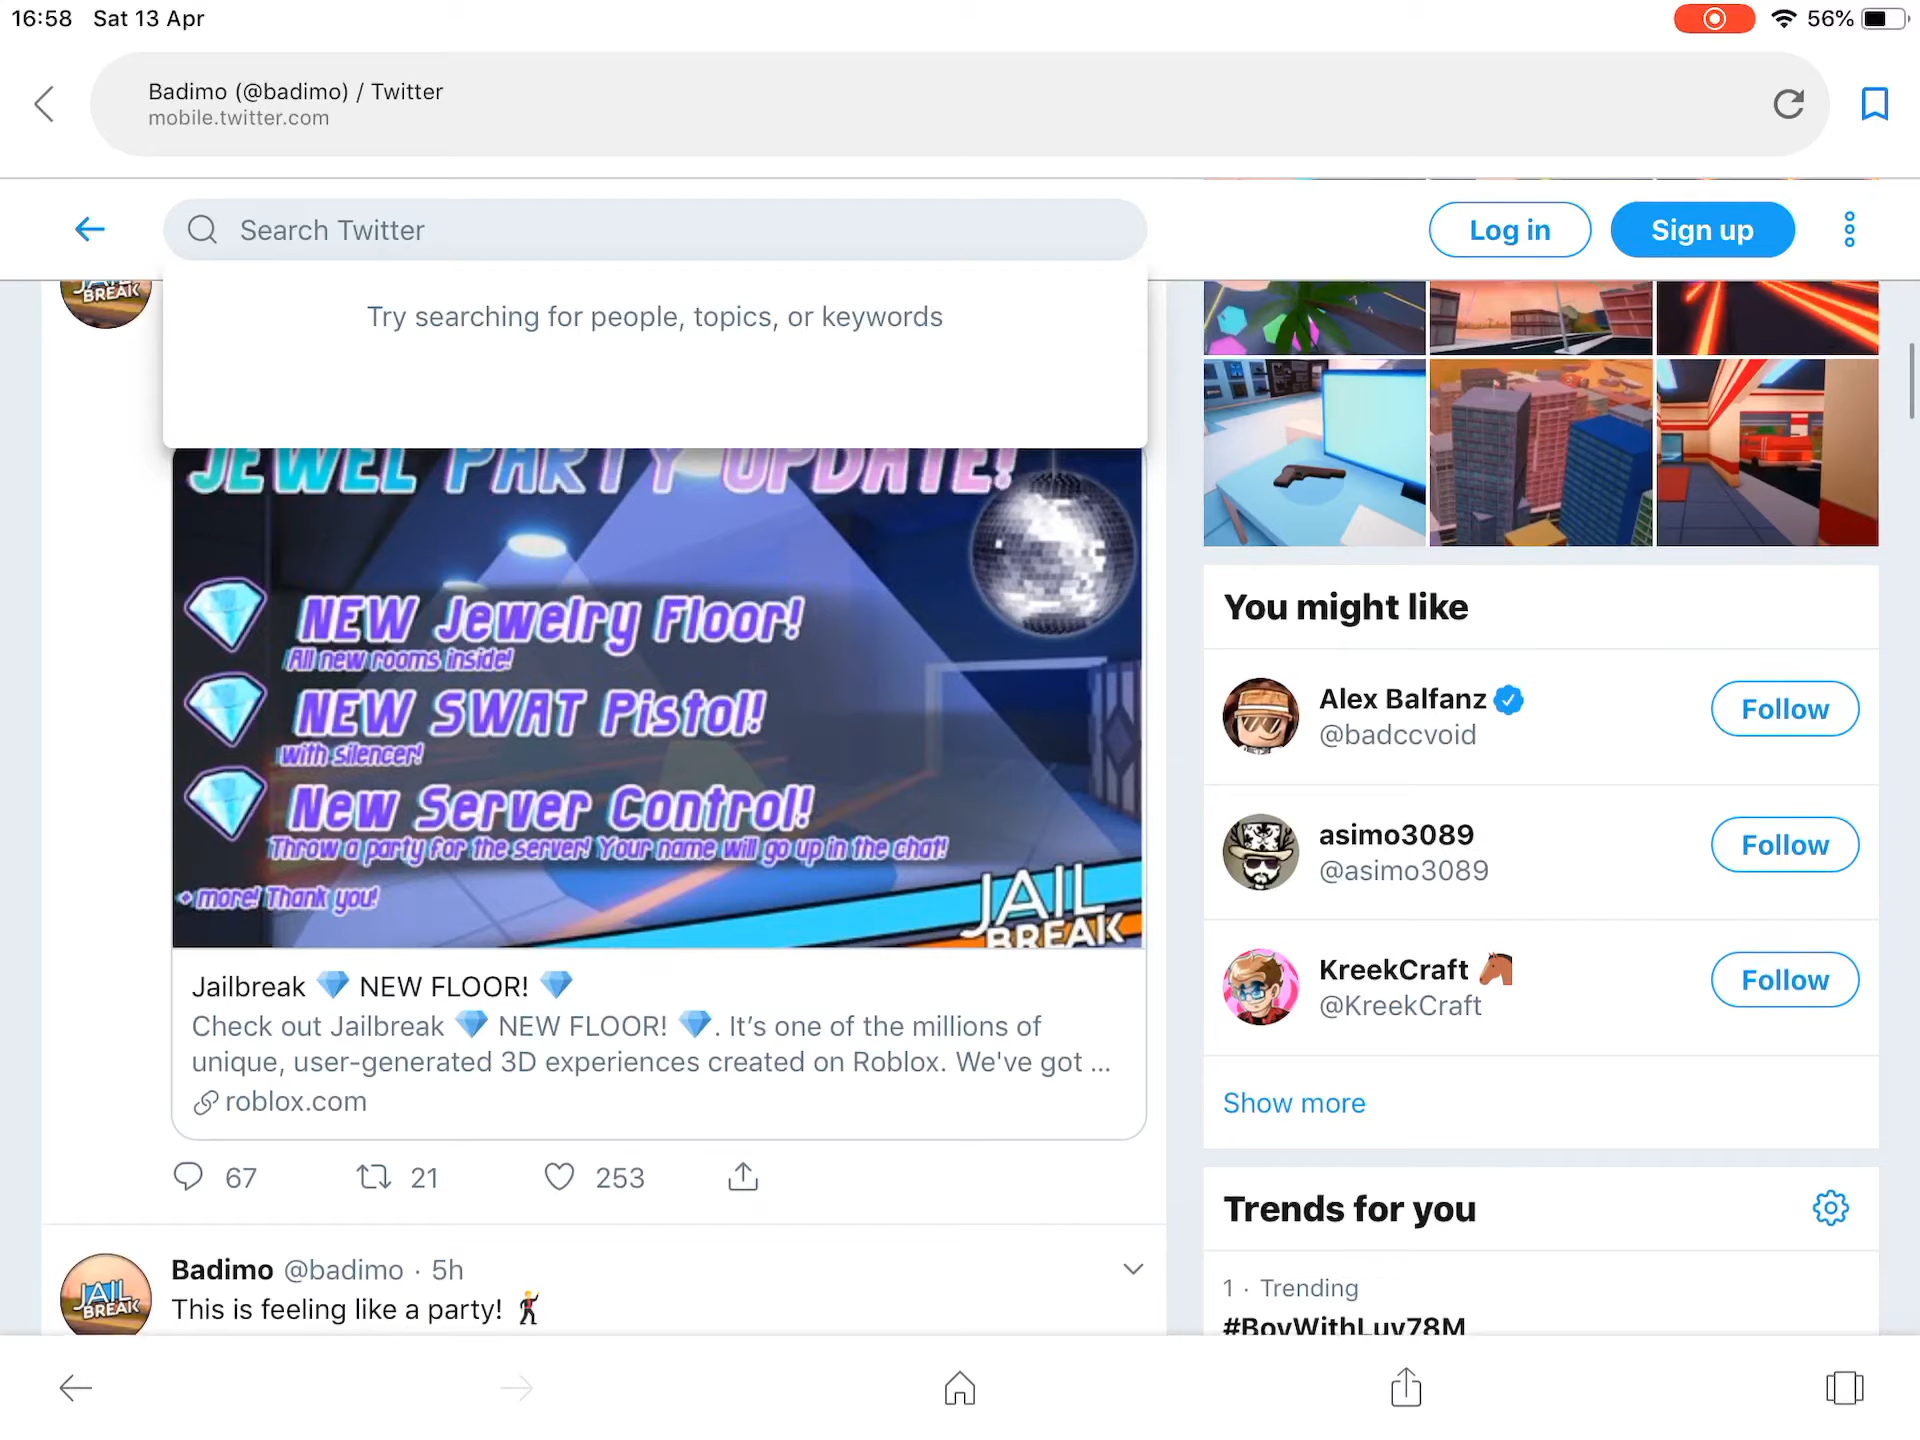 16:58 Sat 13 Apr 56%
Badimo (@badimo) / Twitter
mobile.twitter.com
Search Twitter
Log in
Sign up
Try searching for people, topics, or keywords
JAIL
BREAK
JEWEL PARTY UPDATE!
NEW Jewelry Floor!
All new rooms inside!
NEW SWAT Pistol!
with silencer!
New Server Control!
Throw a party for the server! Your name will go up in the chat!
+ more! Thank you!
JAIL
BREAK
Jailbreak 💎 NEW FLOOR! 💎
Check out Jailbreak 💎 NEW FLOOR! 💎. It’s one of the millions of
unique, user-generated 3D experiences created on Roblox. We've got ...
roblox.com
67 21 253
Badimo @badimo · 5h
This is feeling like a party! 🕺
JAIL
BREAK
You might like
Alex Balfanz
@badccvoid
Follow
asimo3089
@asimo3089
Follow
KreekCraft 🐴
@KreekCraft
Follow
Show more
Trends for you
1 · Trending
#BoyWithLuv78M